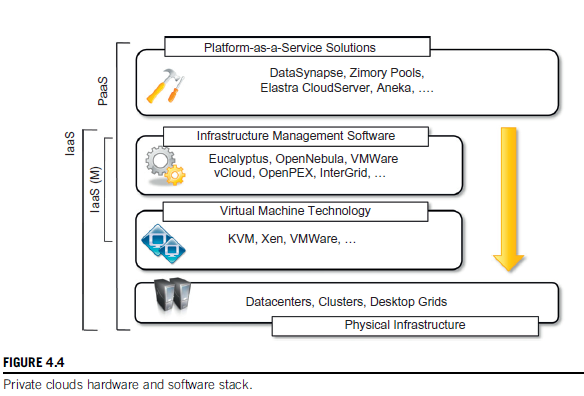 Platform-as-a-Service Solutions
DataSynapse, Zimory Pools,
Elastra CloudServer, Aneka, ….
PaaS
IaaS
IaaS (M)
Infrastructure Management Software
Eucalyptus, OpenNebula, VMWare
vCloud, OpenPEX, InterGrid, …
Virtual Machine Technology
KVM, Xen, VMWare, …
Datacenters, Clusters, Desktop Grids
Physical Infrastructure
FIGURE 4.4
Private clouds hardware and software stack.